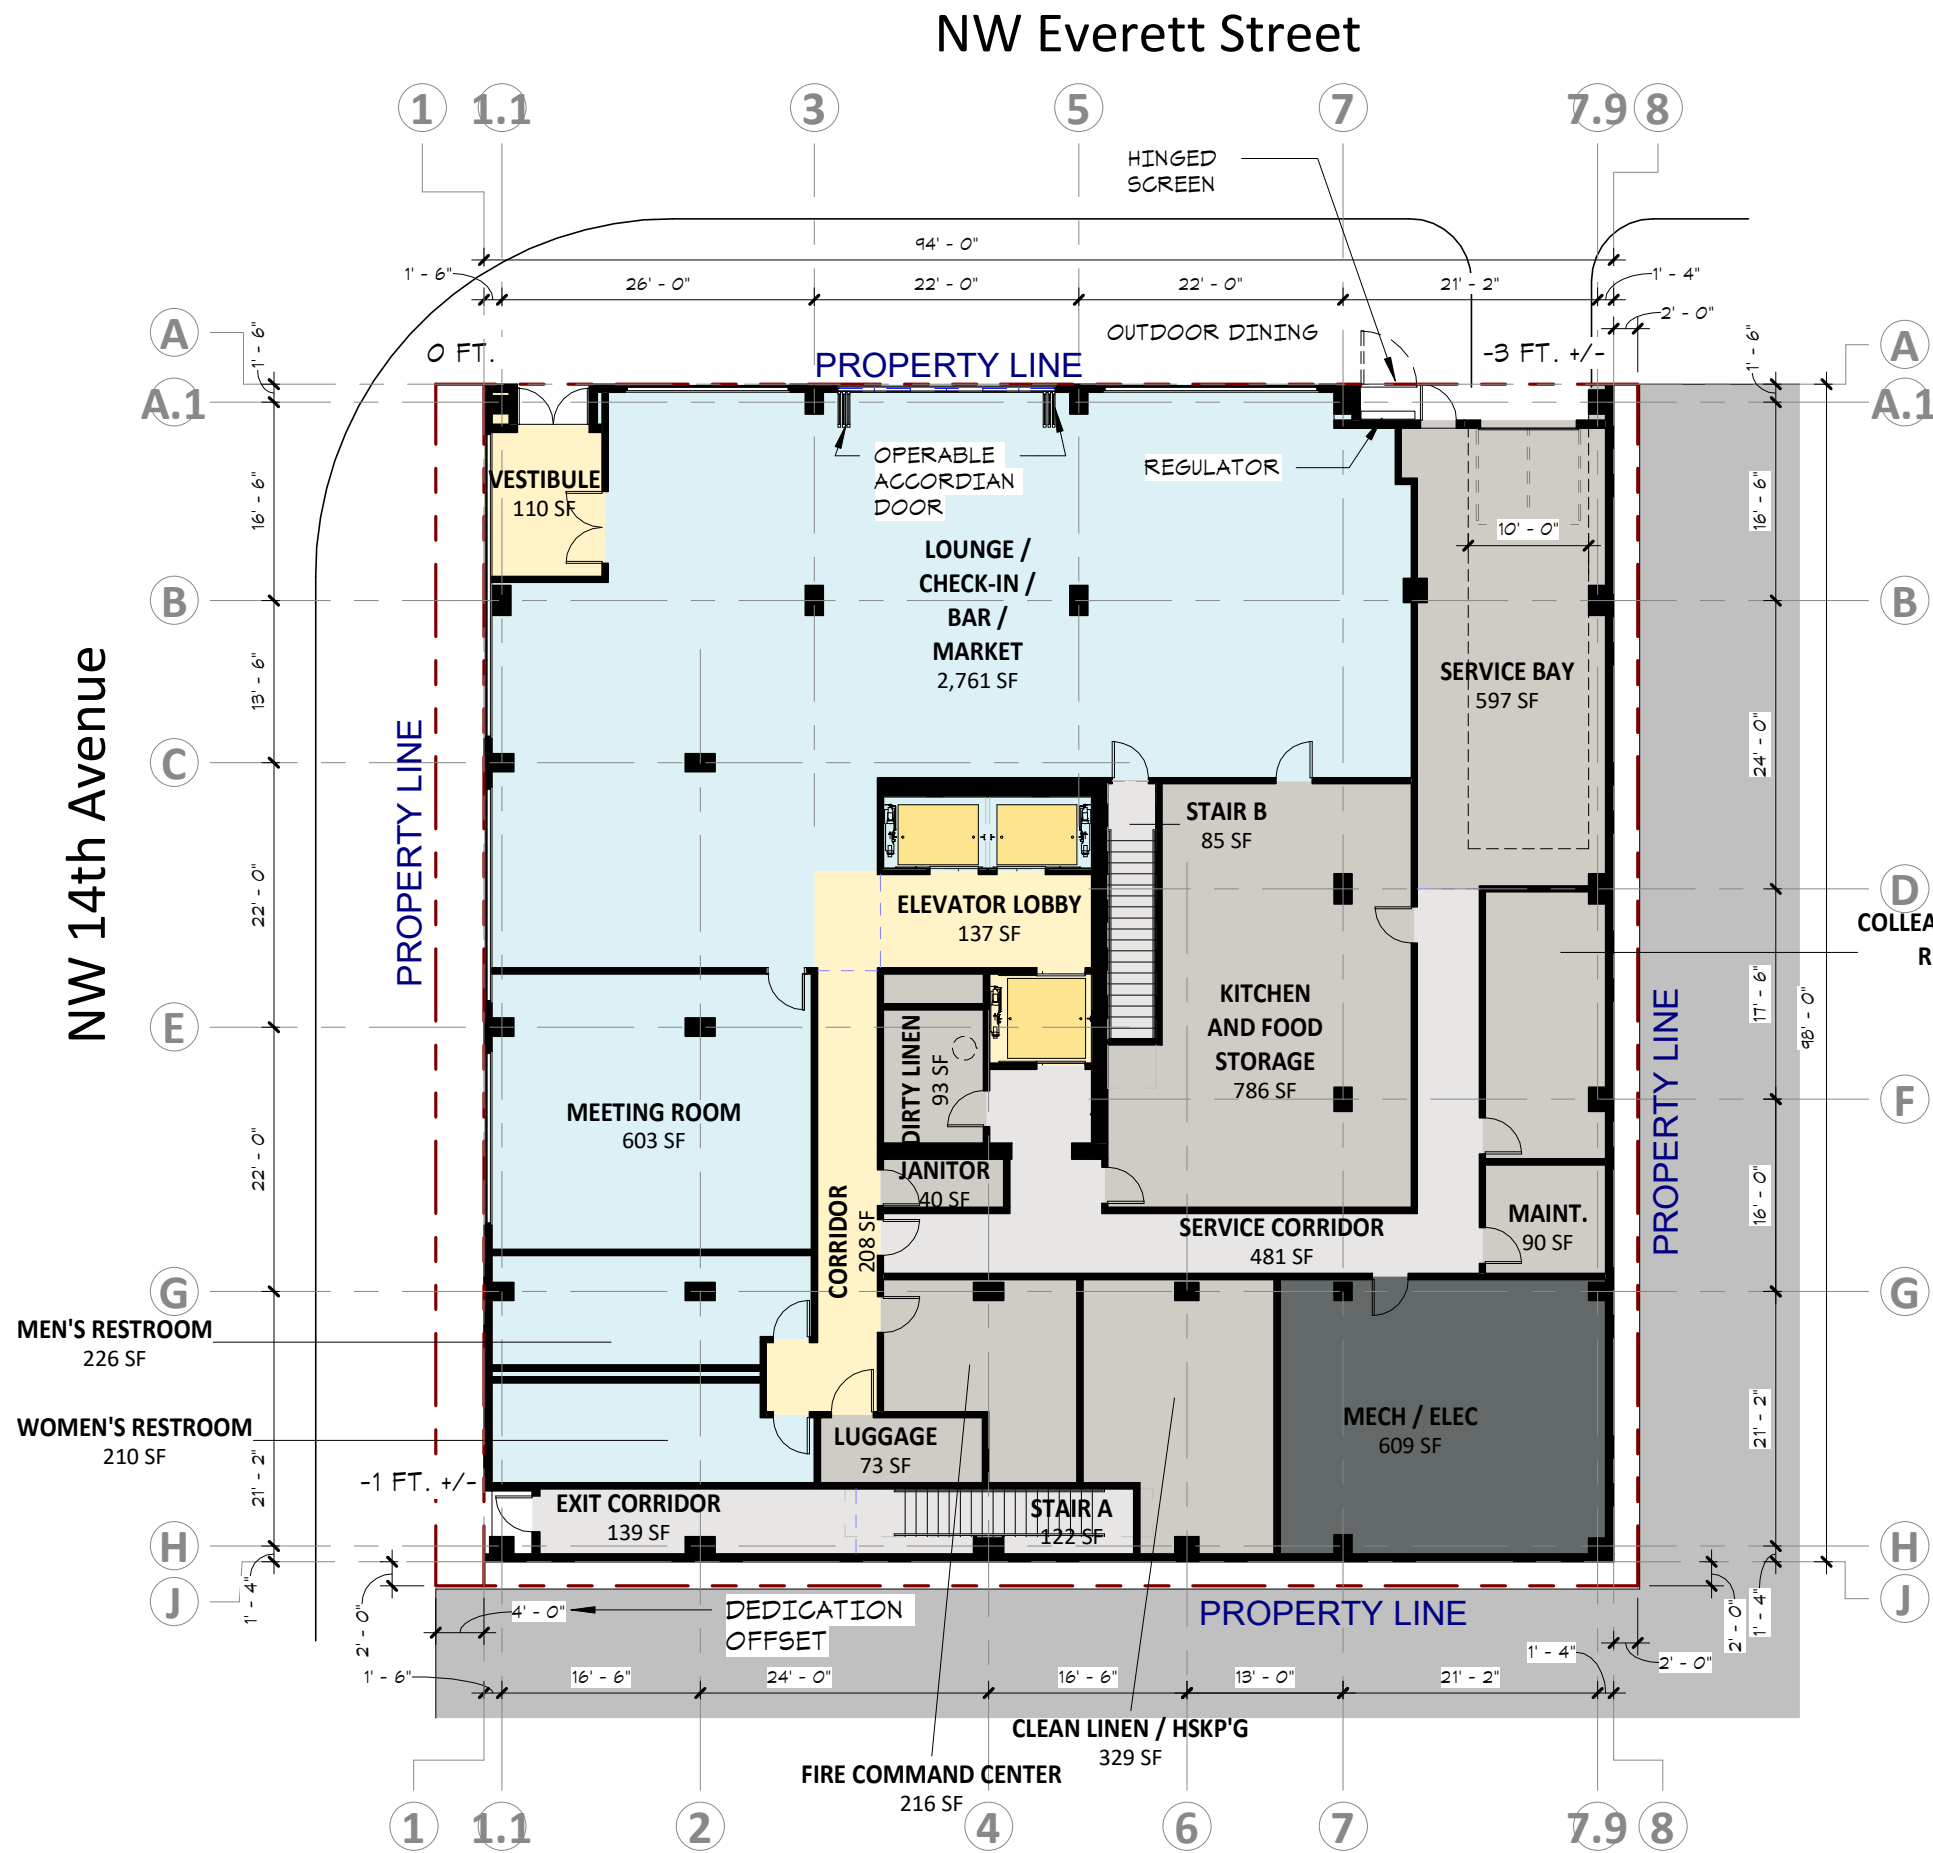 NW Everett Street
1
1.1
3
5
7
7.9
8
HINGED
SCREEN
94' - 0"
1' - 6"
26' - 0"
22' - 0"
22' - 0"
21' - 2"
1' - 4"
2' - 0"
OUTDOOR DINING
0 FT.
-3 FT. +/-
PROPERTY LINE
A
1' - 6"
A.1
A
1' - 6"
A.1
VESTIBULE
110 SF
OPERABLE
ACCORDIAN
DOOR
REGULATOR
16' - 6"
16' - 6"
10' - 0"
LOUNGE /
CHECK-IN /
BAR /
MARKET
2,761 SF
B
B
SERVICE BAY
597 SF
13' - 6"
24' - 0"
NW 14th Avenue
PROPERTY LINE
C
STAIR B
85 SF
22' - 0"
ELEVATOR LOBBY
137 SF
D
COLLEA
R
KITCHEN
AND FOOD
STORAGE
786 SF
17' - 6"
98' - 0"
E
DIRTY LINEN
93 SF
PROPERTY LINE
MEETING ROOM
603 SF
F
22' - 0"
JANITOR
40 SF
16' - 0"
CORRIDOR
208 SF
SERVICE CORRIDOR
481 SF
MAINT.
90 SF
G
G
MEN'S RESTROOM
226 SF
WOMEN'S RESTROOM
210 SF
LUGGAGE
73 SF
MECH / ELEC
609 SF
21' - 2"
21' - 2"
-1 FT. +/-
EXIT CORRIDOR
139 SF
STAIR A
122 SF
H
H
J
J
1' - 4"
2' - 0"
4' - 0"
DEDICATION
OFFSET
PROPERTY LINE
2' - 0"
1' - 4"
1' - 6"
16' - 6"
24' - 0"
16' - 6"
13' - 0"
21' - 2"
1' - 4"
2' - 0"
CLEAN LINEN / HSKP'G
329 SF
FIRE COMMAND CENTER
216 SF
1
1.1
2
4
6
7
7.9
8